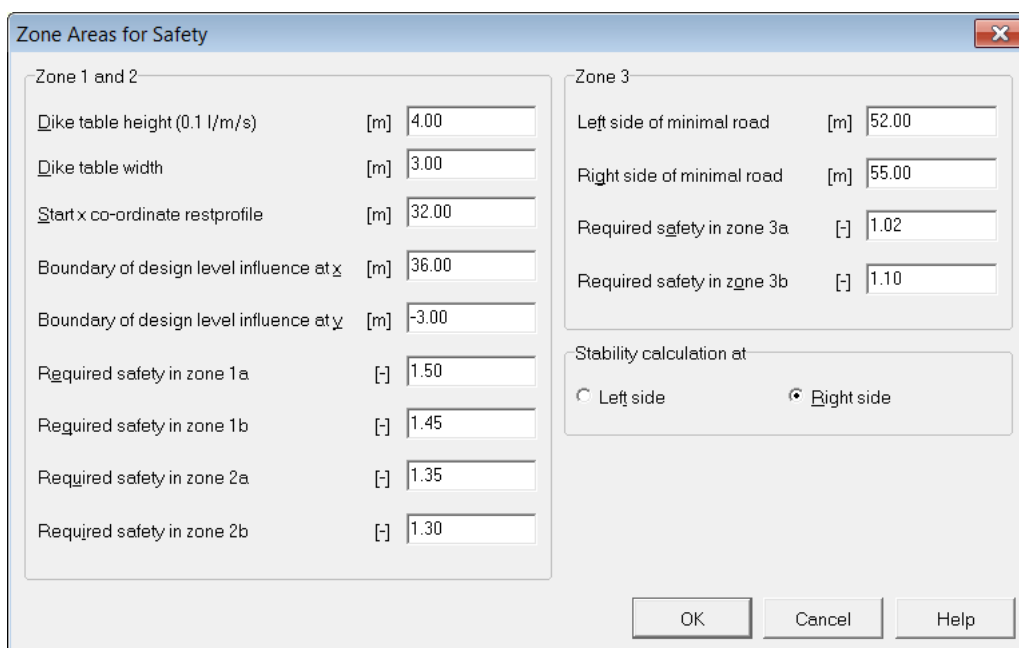 Zone Areas for Safety
Zone 1 and 2
Dike table height (0.1 l/m/s) [m] 4.00
Dike table width [m] 3.00
Start x co-ordinate restprofile [m] 32.00
Boundary of design level influence at x [m] 36.00
Boundary of design level influence at y [m] -3.00
Required safety in zone 1a [-] 1.50
Required safety in zone 1b [-] 1.45
Required safety in zone 2a [-] 1.35
Required safety in zone 2b [-] 1.30
Zone 3
Left side of minimal road [m] 52.00
Right side of minimal road [m] 55.00
Required safety in zone 3a [-] 1.02
Required safety in zone 3b [-] 1.10
Stability calculation at
Left side Right side
OK Cancel Help